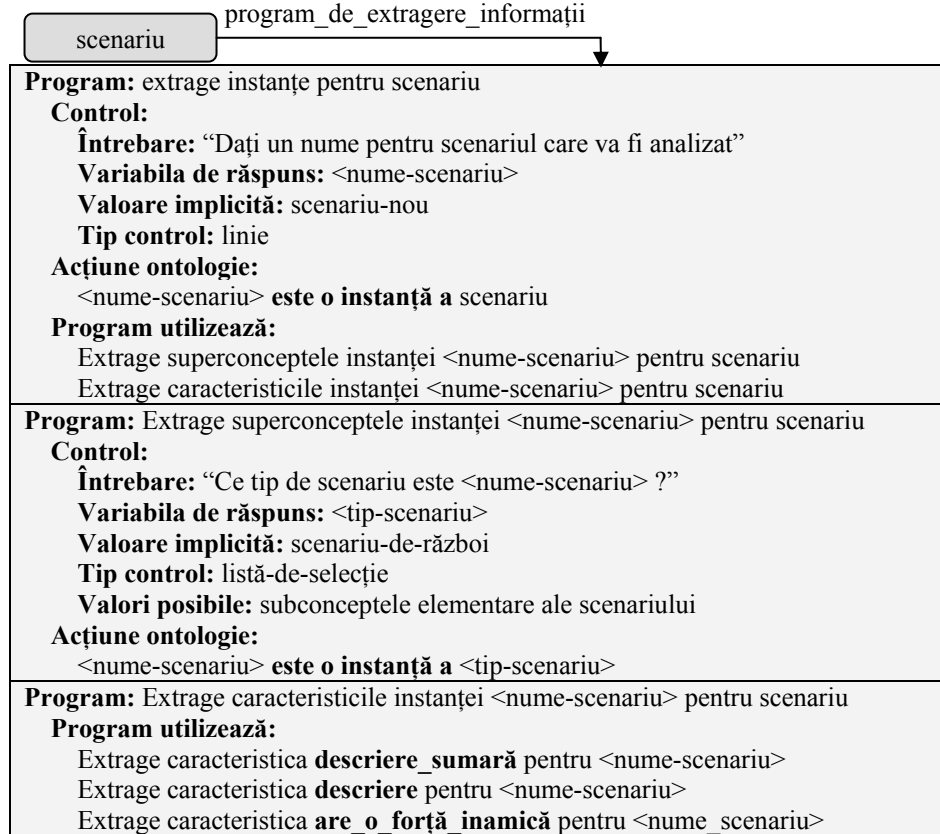 program_de_extragere_informații
scenariu
Program: extrage instanțe pentru scenariu
Control:
Întrebare: “Dați un nume pentru scenariul care va fi analizat”
Variabila de răspuns: <nume-scenariu>
Valoare implicită: scenariu-nou
Tip control: linie
Acțiune ontologie:
<nume-scenariu> este o instanță a scenariu
Program utilizează:
Extrage superconceptele instanței <nume-scenariu> pentru scenariu
Extrage caracteristicile instanței <nume-scenariu> pentru scenariu
Program: Extrage superconceptele instanței <nume-scenariu> pentru scenariu
Control:
Întrebare: “Ce tip de scenariu este <nume-scenariu> ?”
Variabila de răspuns: <tip-scenariu>
Valoare implicită: scenariu-de-război
Tip control: listă-de-selecție
Valori posibile: subconceptele elementare ale scenariului
Acțiune ontologie:
<nume-scenariu> este o instanță a <tip-scenariu>
Program: Extrage caracteristicile instanței <nume-scenariu> pentru scenariu
Program utilizează:
Extrage caracteristica descriere_sumară pentru <nume-scenariu>
Extrage caracteristica descriere pentru <nume-scenariu>
Extrage caracteristica are_o_forță_inamică pentru <nume_scenariu>